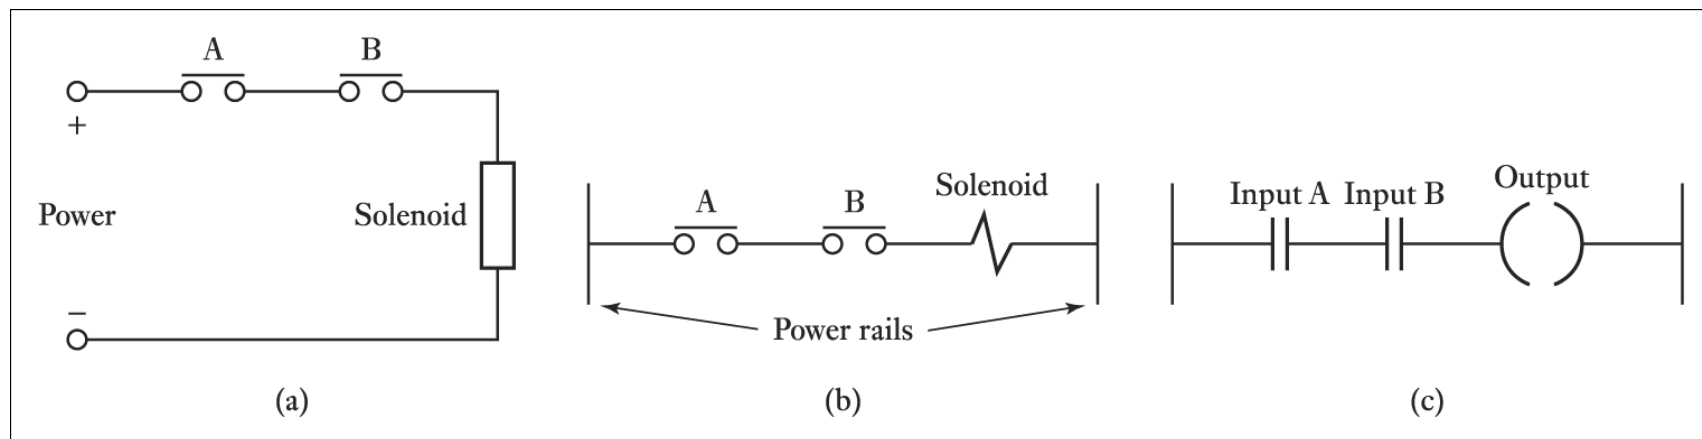 A B
+
Power Solenoid
−
(a)
A B Solenoid
Power rails
(b)
Input A Input B Output
(c)